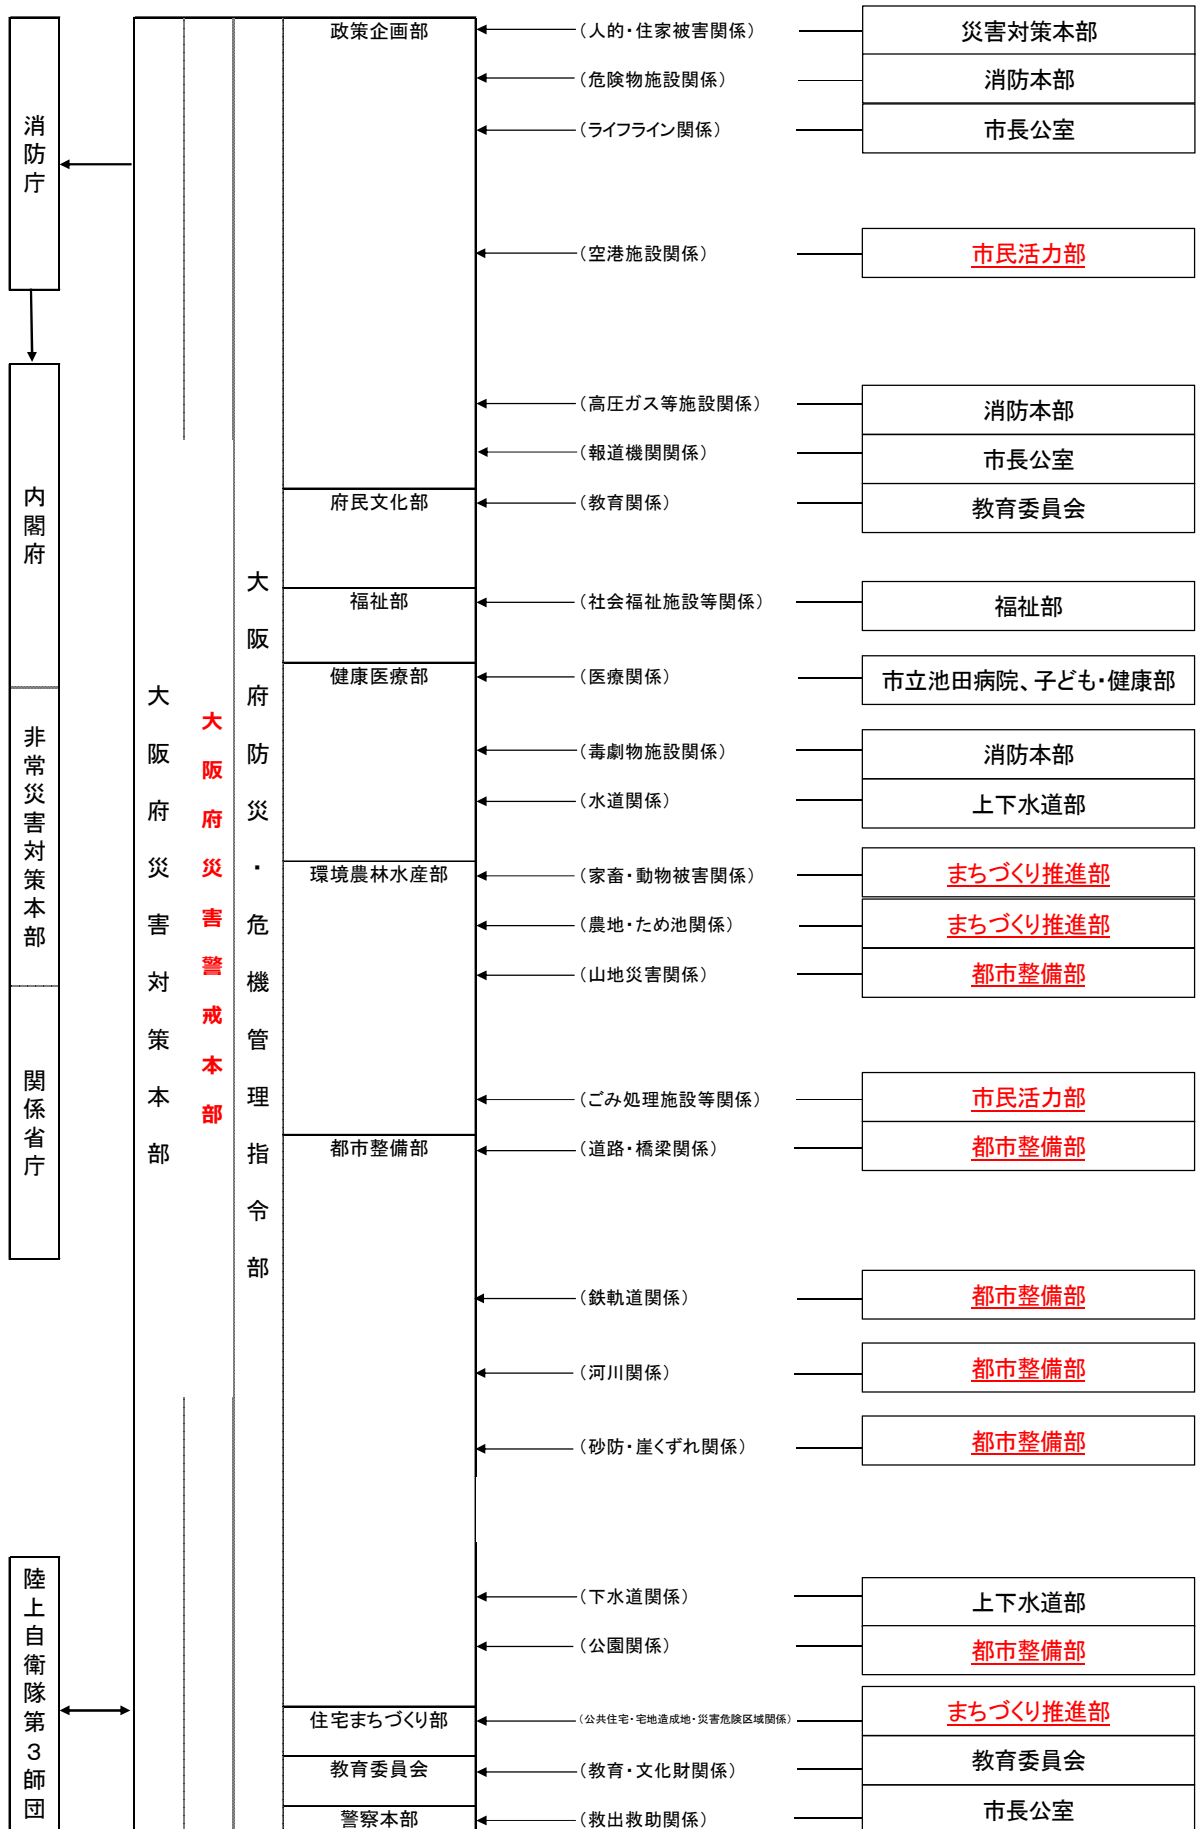 消防庁
内閣府
非常災害対策本部
関係省庁
陸上自衛隊第3師団
大阪府災害対策本部
大阪府災害警戒本部
大阪府防災・危機管理指令部
政策企画部
(人的・住家被害関係)
災害対策本部
(危険物施設関係)
消防本部
(ライフライン関係)
市長公室
(空港施設関係)
市民活力部
(高圧ガス等施設関係)
消防本部
(報道機関関係)
市長公室
府民文化部
(教育関係)
教育委員会
福祉部
(社会福祉施設等関係)
福祉部
健康医療部
(医療関係)
市立池田病院、子ども・健康部
(毒劇物施設関係)
消防本部
(水道関係)
上下水道部
環境農林水産部
(家畜・動物被害関係)
まちづくり推進部
(農地・ため池関係)
まちづくり推進部
(山地災害関係)
都市整備部
(ごみ処理施設等関係)
市民活力部
都市整備部
(道路・橋梁関係)
都市整備部
(鉄軌道関係)
都市整備部
(河川関係)
都市整備部
(砂防・崖くずれ関係)
都市整備部
(下水道関係)
上下水道部
(公園関係)
都市整備部
住宅まちづくり部
(公共住宅・宅地造成地・災害危険区域関係)
まちづくり推進部
教育委員会
(教育・文化財関係)
教育委員会
警察本部
(救出救助関係)
市長公室